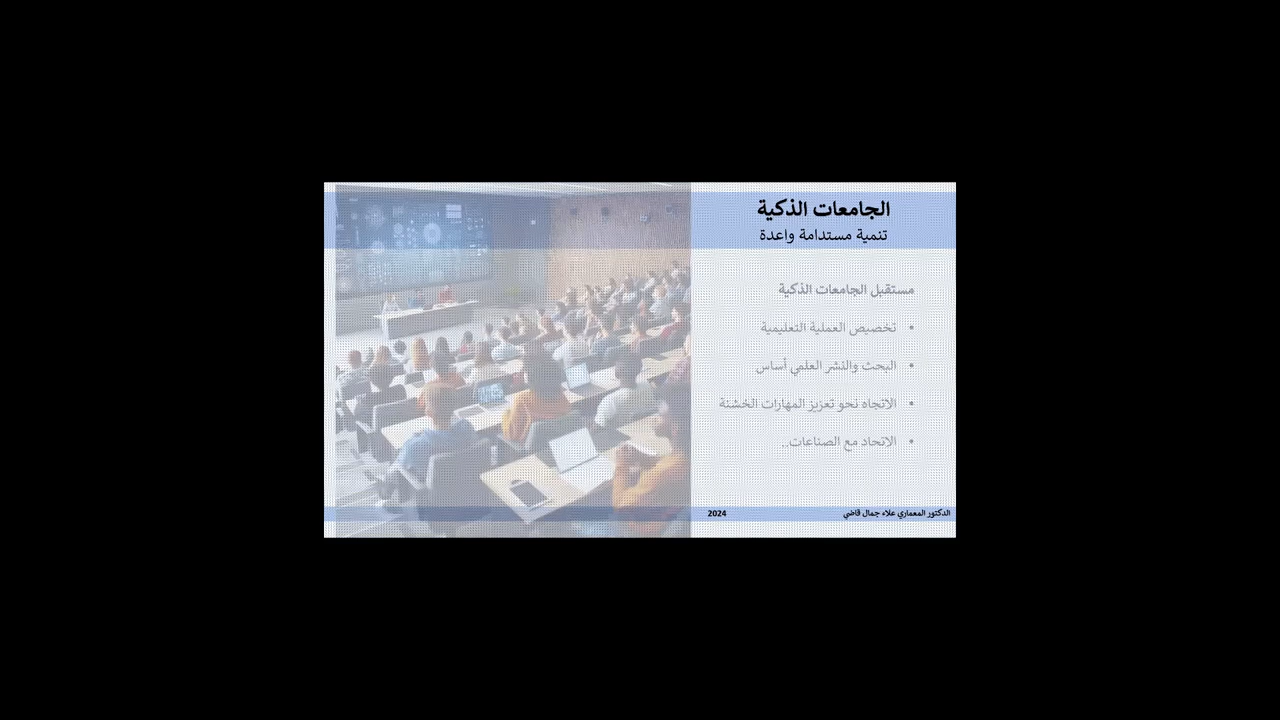 الجامعات الذكية
تنمية مستدامة واعدة
مستقبل الجامعات الذكية
• تخصيص العملية التعليمية
• البحث والنشر العلمي أساس
• الاتجاه نحو تعزيز المهارات الخشنة
• الاتحاد مع الصناعات..
الدكتور المعماري علاء جمال قاضي
2024